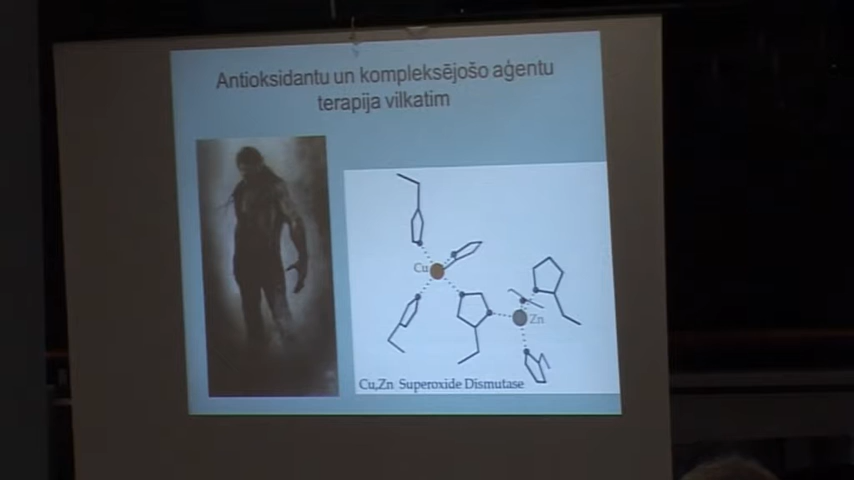 Antioksidantu un kompleksējošo aģentu
terapija vilkatim
Cu
Zn
Cu,Zn Superoxide Dismutase